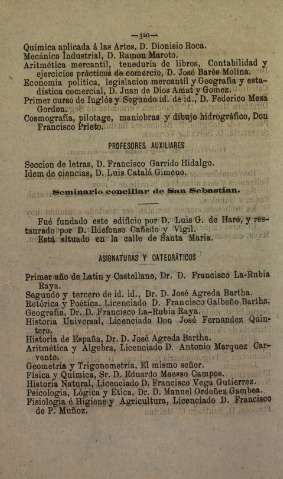 —140—
Química aplicada á las Artes, D. Dionisio Roca.
Mecánica Industrial, D. Ramon Maroto.
Aritmética mercantil, teneduría de libros, Contabilidad y
ejercicios prácticos de comercio, D. José Barés Molina.
Economía política, legislacion mercantil y Geografía y esta-
dística comercial, D. Juan de Dios Amat y Gomez.
Primer curso de Inglés y Segundo id. de id., D. Federico Mesa
Gordon.
Cosmografía, pilotage, maniobras y dibujo hidrográfico, Don
Francisco Prieto.
PROFESORES AUXILIARES
Seccion de letras, D. Francisco Garrido Hidalgo.
Idem de ciencias, D. Luis Catalá Gimeno.
Seminario conciliar de San Sebastian.
Fué fundado este edificio por D. Luis G. de Haro, y res-
taurado por D. Ildefonso Cañeito y Vigil.
Está situado en la calle de Santa María.
ASIGNATURAS Y CATEDRÁTICOS
Primer año de Latin y Castellano, Dr. D. Francisco La-Rubia
Raya.
Segundo y tercero de id. id., Dr. D. José Agreda Bartha.
Retórica y Poética, Licenciado D. Francisco Galbeño Bartha.
Geografía, Dr. D. Francisco La-Rubia Raya.
Historia Universal, Licenciado Don José Fernandez Quin-
tero.
Historia de España, Dr. D. José Agreda Bartha.
Aritmética y Algebra, Licenciado D. Antonio Marquez Car-
vento.
Geometría y Trigonometría, El mismo señor.
Física y Química, Sr. D. Eduardo Maesso Campos.
Historia Natural, Licenciado D. Francisco Vega Gutierrez.
Psicología, Lógica y Etica, Dr. D. Manuel Ordoñez Gambea.
Fisiología é Higiene y Agricultura, Licenciado D. Francisco
de P. Muñoz.